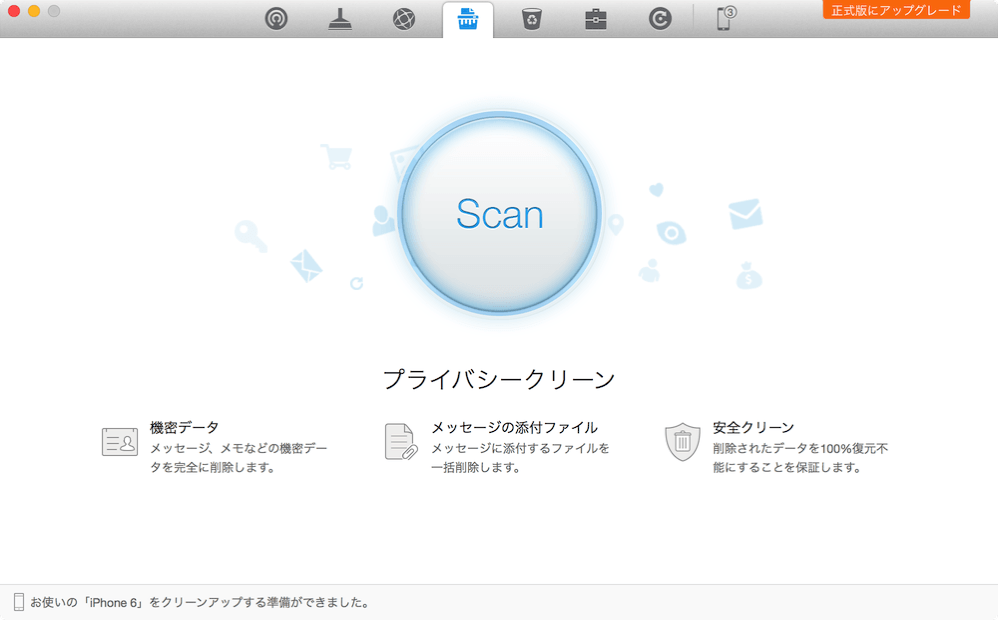 3
正式版にアップグレード
Scan
プライバシークリーン
機密データ
メッセージ、メモなどの機密デー
タを完全に削除します。
メッセージの添付ファイル
メッセージに添付するファイルを
一括削除します。
安全クリーン
削除されたデータを100%復元不
能にすることを保証します。
お使いの「iPhone 6」をクリーンアップする準備ができました。